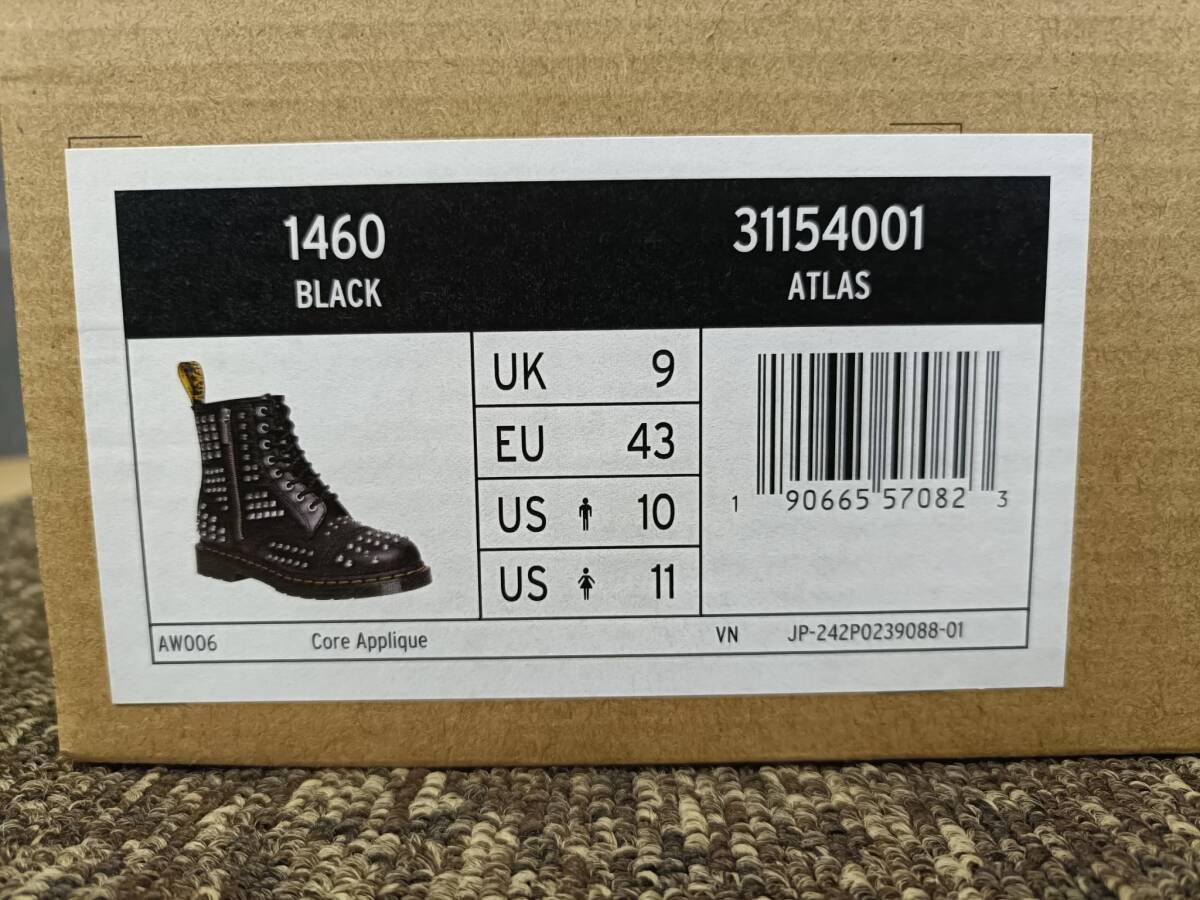 1460
BLACK
31154001
ATLAS
UK 9
EU 43
US 10
US 11
1 90665 57082 3
AW006 Core Applique VN JP-242P0239088-01